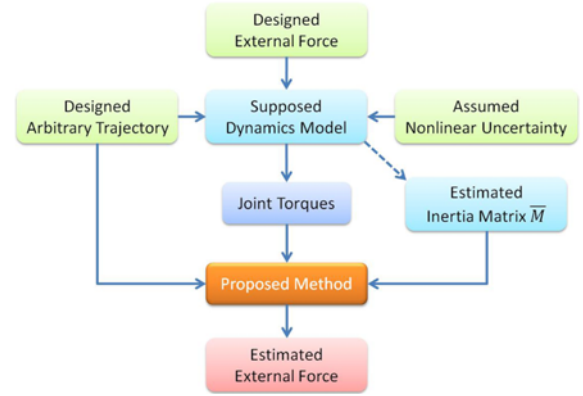 Designed
External Force
Designed
Arbitrary Trajectory
Supposed
Dynamics Model
Assumed
Nonlinear Uncertainty
Joint Torques
Estimated
Inertia Matrix M̅
Proposed Method
Estimated
External Force